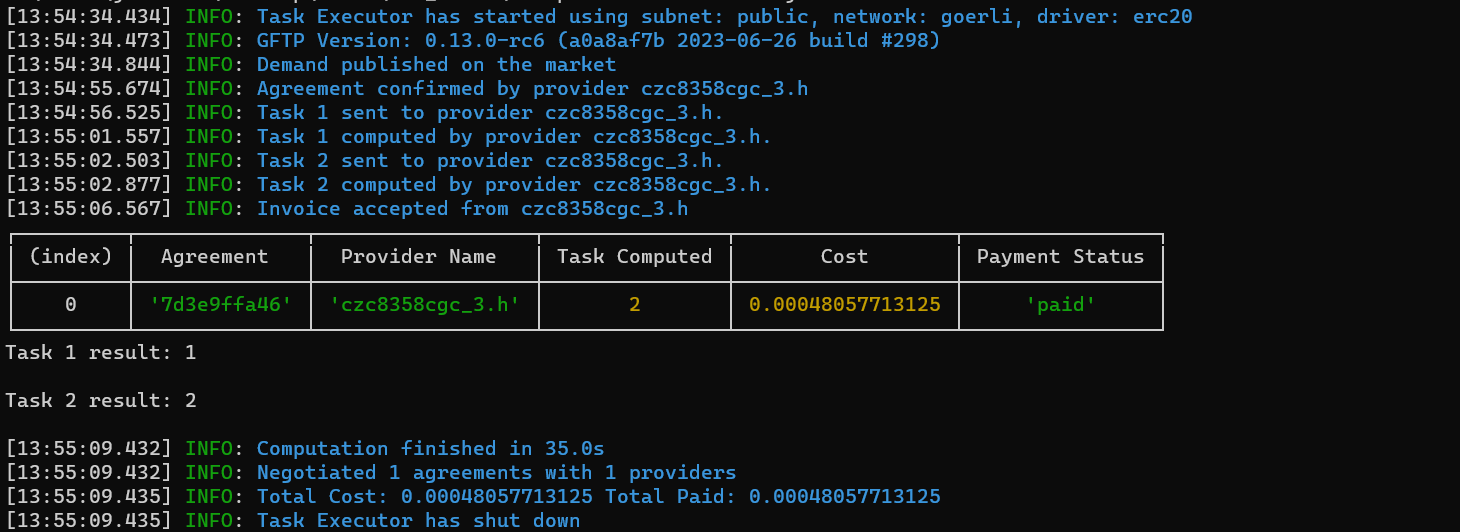 [13:54:34.434] INFO: Task Executor has started using subnet: public, network: goerli, driver: erc20
[13:54:34.473] INFO: GFTP Version: 0.13.0-rc6 (a0a8af7b 2023-06-26 build #298)
[13:54:34.844] INFO: Demand published on the market
[13:54:55.674] INFO: Agreement confirmed by provider czc8358cgc_3.h
[13:54:56.525] INFO: Task 1 sent to provider czc8358cgc_3.h.
[13:55:01.557] INFO: Task 1 computed by provider czc8358cgc_3.h.
[13:55:02.503] INFO: Task 2 sent to provider czc8358cgc_3.h.
[13:55:02.877] INFO: Task 2 computed by provider czc8358cgc_3.h.
[13:55:06.567] INFO: Invoice accepted from czc8358cgc_3.h
(index) Agreement Provider Name Task Computed Cost Payment Status
0 '7d3e9ffa46' 'czc8358cgc_3.h' 2 0.00048057713125 'paid'
Task 1 result: 1
Task 2 result: 2
[13:55:09.432] INFO: Computation finished in 35.0s
[13:55:09.432] INFO: Negotiated 1 agreements with 1 providers
[13:55:09.435] INFO: Total Cost: 0.00048057713125 Total Paid: 0.00048057713125
[13:55:09.435] INFO: Task Executor has shut down